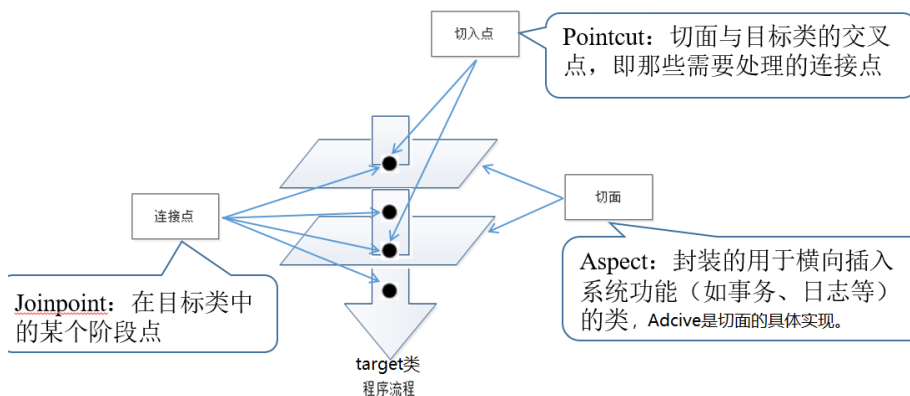 切入点
Pointcut：切面与目标类的交叉
点，即那些需要处理的连接点
连接点
切面
Joinpoint：在目标类中
的某个阶段点
Aspect：封装的用于横向插入
系统功能（如事务、日志等）
的类，Adcive是切面的具体实现。
target类
程序流程